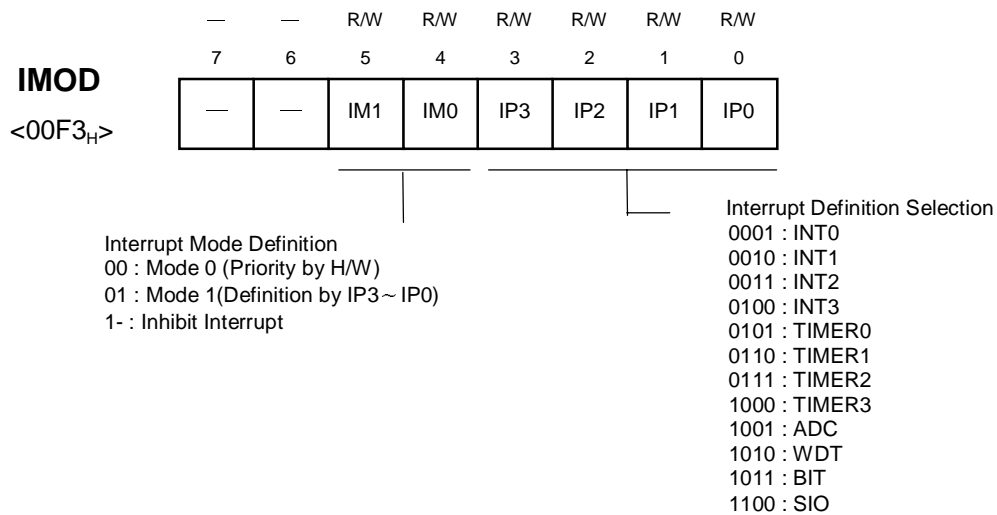 — — R/W R/W R/W R/W R/W R/W
7 6 5 4 3 2 1 0
IMOD
<00F3H>
— — IM1 IM0 IP3 IP2 IP1 IP0
Interrupt Mode Definition
00 : Mode 0 (Priority by H/W)
01 : Mode 1(Definition by IP3~IP0)
1- : Inhibit Interrupt
Interrupt Definition Selection
0001 : INT0
0010 : INT1
0011 : INT2
0100 : INT3
0101 : TIMER0
0110 : TIMER1
0111 : TIMER2
1000 : TIMER3
1001 : ADC
1010 : WDT
1011 : BIT
1100 : SIO